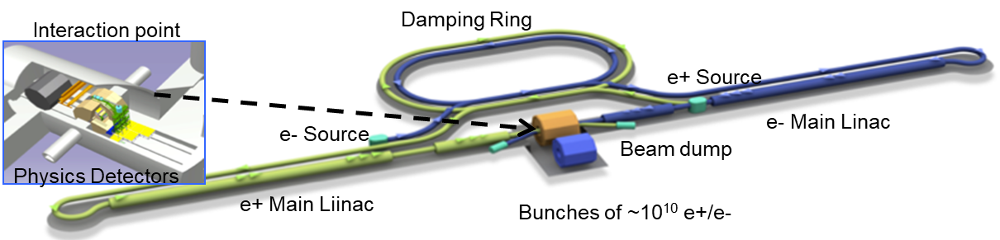 Damping Ring
Interaction point
e+ Source
e- Source
e- Main Linac
Beam dump
Physics Detectors
e+ Main Liinac
Bunches of ~10¹⁰ e+/e-